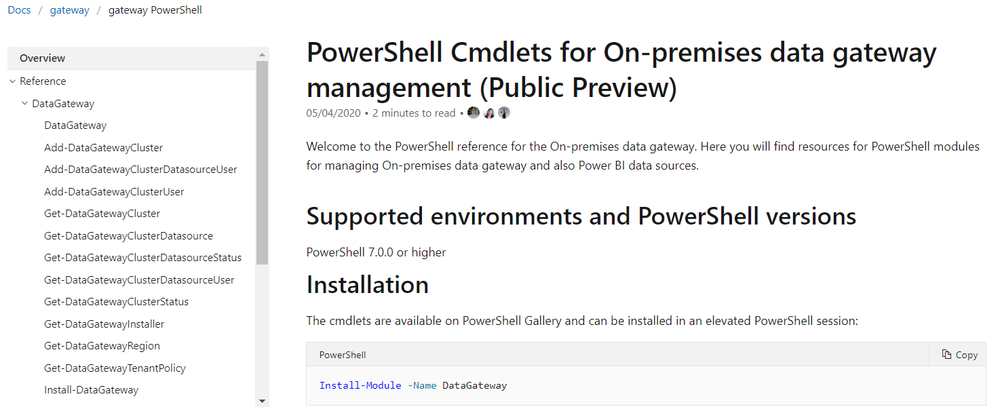 Docs / gateway / gateway PowerShell
Overview
Reference
DataGateway
DataGateway
Add-DataGatewayCluster
Add-DataGatewayClusterDatasourceUser
Add-DataGatewayClusterUser
Get-DataGatewayCluster
Get-DataGatewayClusterDatasource
Get-DataGatewayClusterDatasourceStatus
Get-DataGatewayClusterDatasourceUser
Get-DataGatewayClusterStatus
Get-DataGatewayInstaller
Get-DataGatewayRegion
Get-DataGatewayTenantPolicy
Install-DataGateway
PowerShell Cmdlets for On-premises data gateway
management (Public Preview)
05/04/2020 • 2 minutes to read •
Welcome to the PowerShell reference for the On-premises data gateway. Here you will find resources for PowerShell modules
for managing On-premises data gateway and also Power BI data sources.
Supported environments and PowerShell versions
PowerShell 7.0.0 or higher
Installation
The cmdlets are available on PowerShell Gallery and can be installed in an elevated PowerShell session:
PowerShell
Copy
Install-Module -Name DataGateway